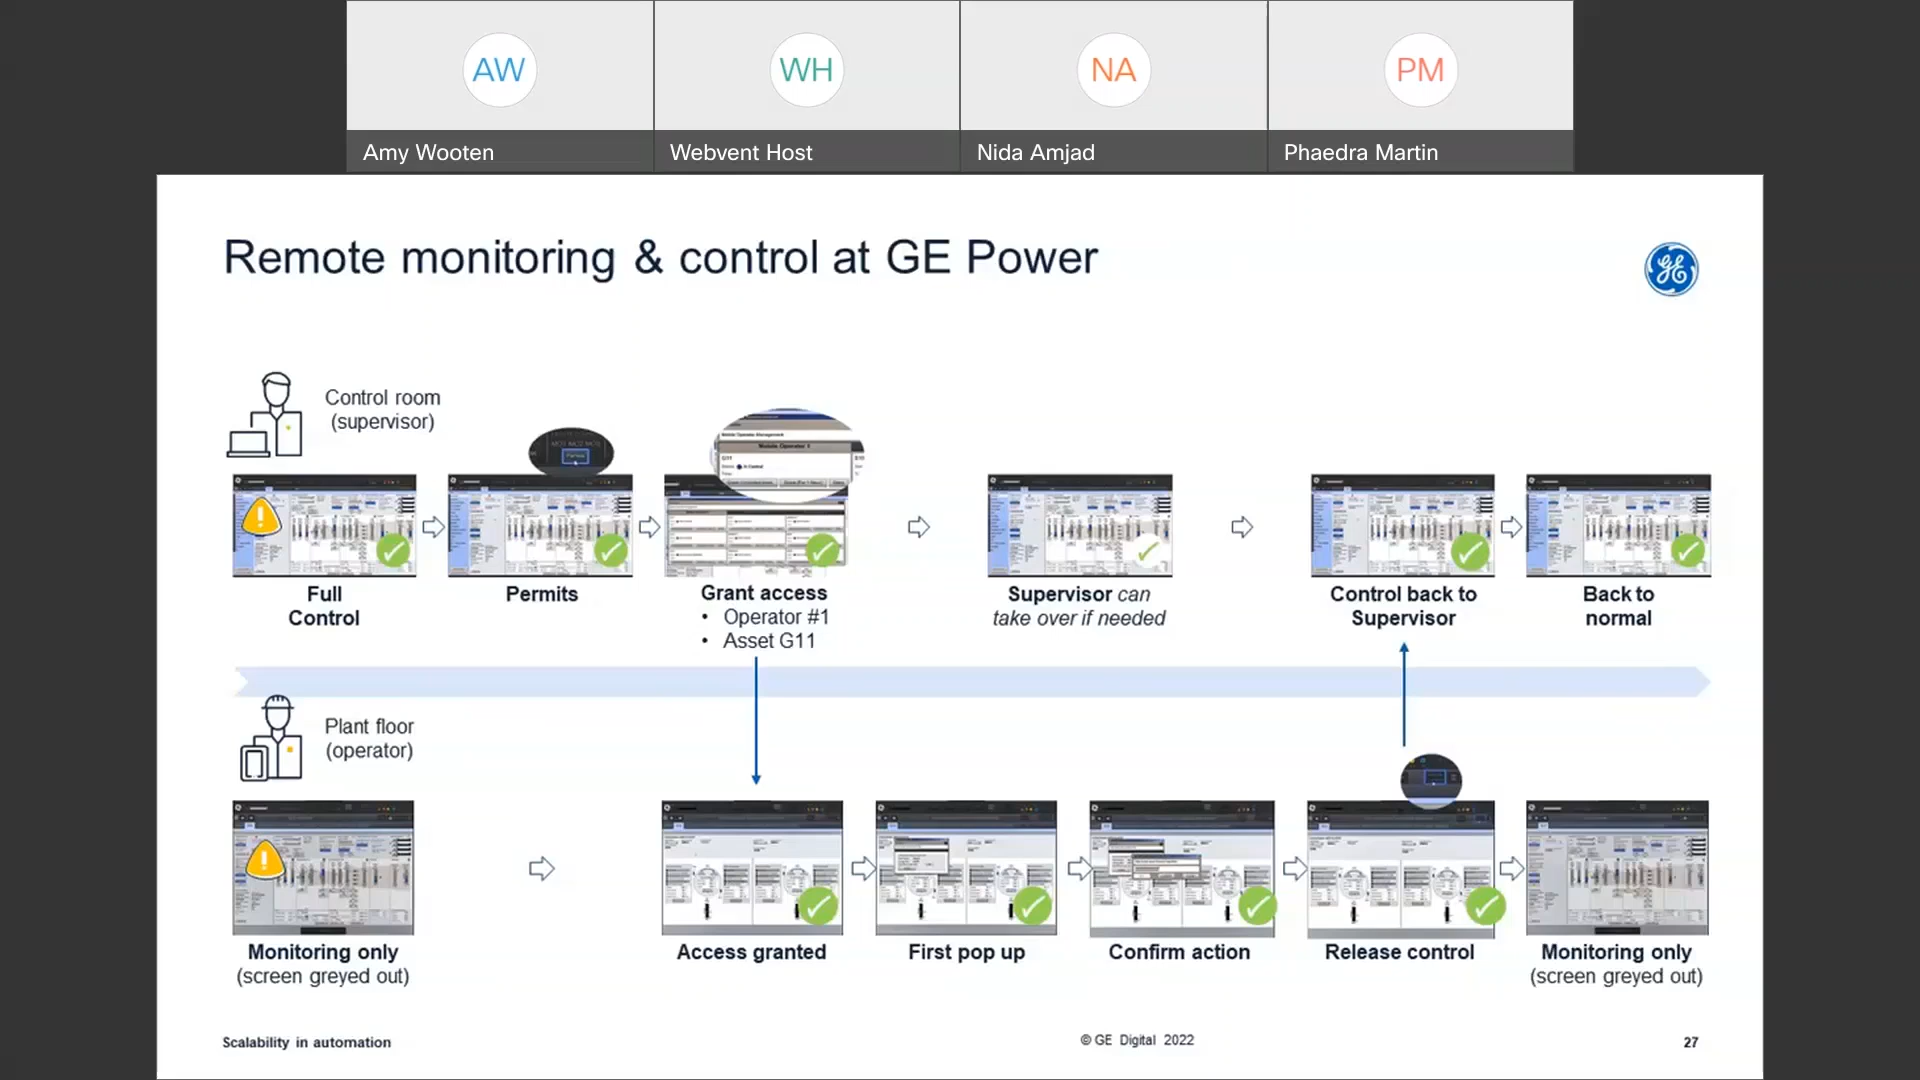 AW
WH
NA
PM
Amy Wooten
Webvent Host
Nida Amjad
Phaedra Martin
Remote monitoring & control at GE Power
Control room
(supervisor)
Full
Control
Permits
Grant access
• Operator #1
• Asset G11
Supervisor can
take over if needed
Control back to
Supervisor
Back to
normal
Plant floor
(operator)
Monitoring only
(screen greyed out)
Access granted
First pop up
Confirm action
Release control
Monitoring only
(screen greyed out)
Scalability in automation
© GE Digital 2022
27